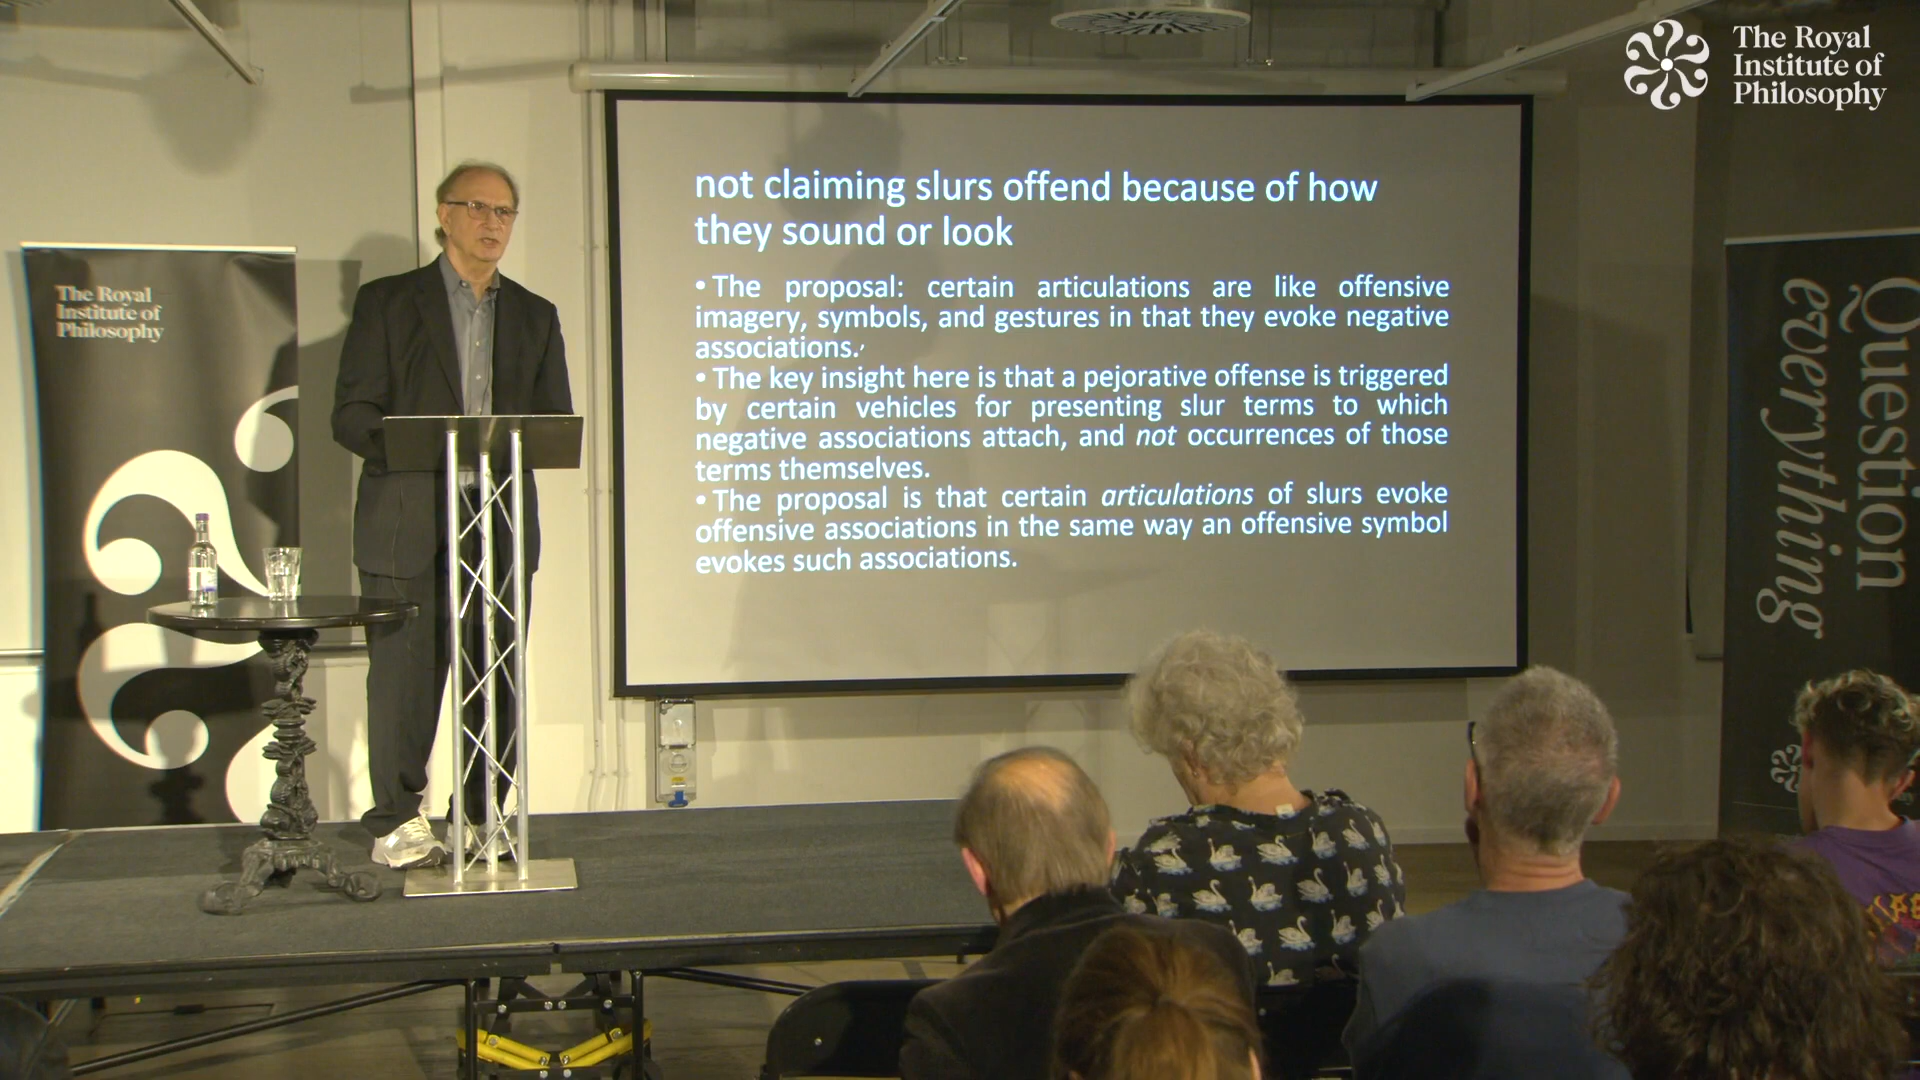 The Royal
Institute of
Philosophy
The Royal
Institute of
Philosophy
not claiming slurs offend because of how
they sound or look
• The proposal: certain articulations are like offensive
imagery, symbols, and gestures in that they evoke negative
associations.,
• The key insight here is that a pejorative offense is triggered
by certain vehicles for presenting slur terms to which
negative associations attach, and not occurrences of those
terms themselves.
• The proposal is that certain articulations of slurs evoke
offensive associations in the same way an offensive symbol
evokes such associations.
Question
everything